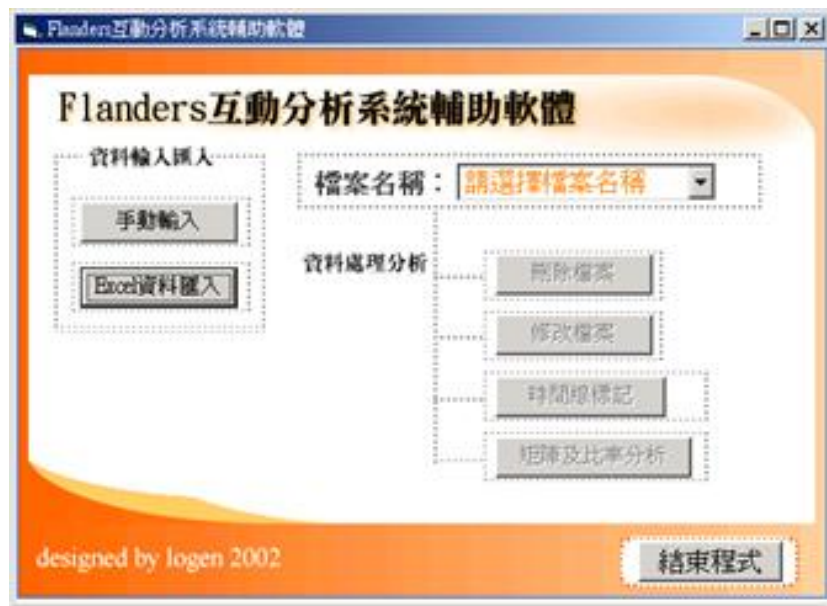 Flanders互動分析系統輔助軟體
Flanders互動分析系統輔助軟體
資料輸入匯入
手動輸入
Excel資料匯入
檔案名稱：
請選擇檔案名稱
資料處理分析
刪除檔案
修改檔案
時間線標記
矩陣及比率分析
designed by logen 2002
結束程式